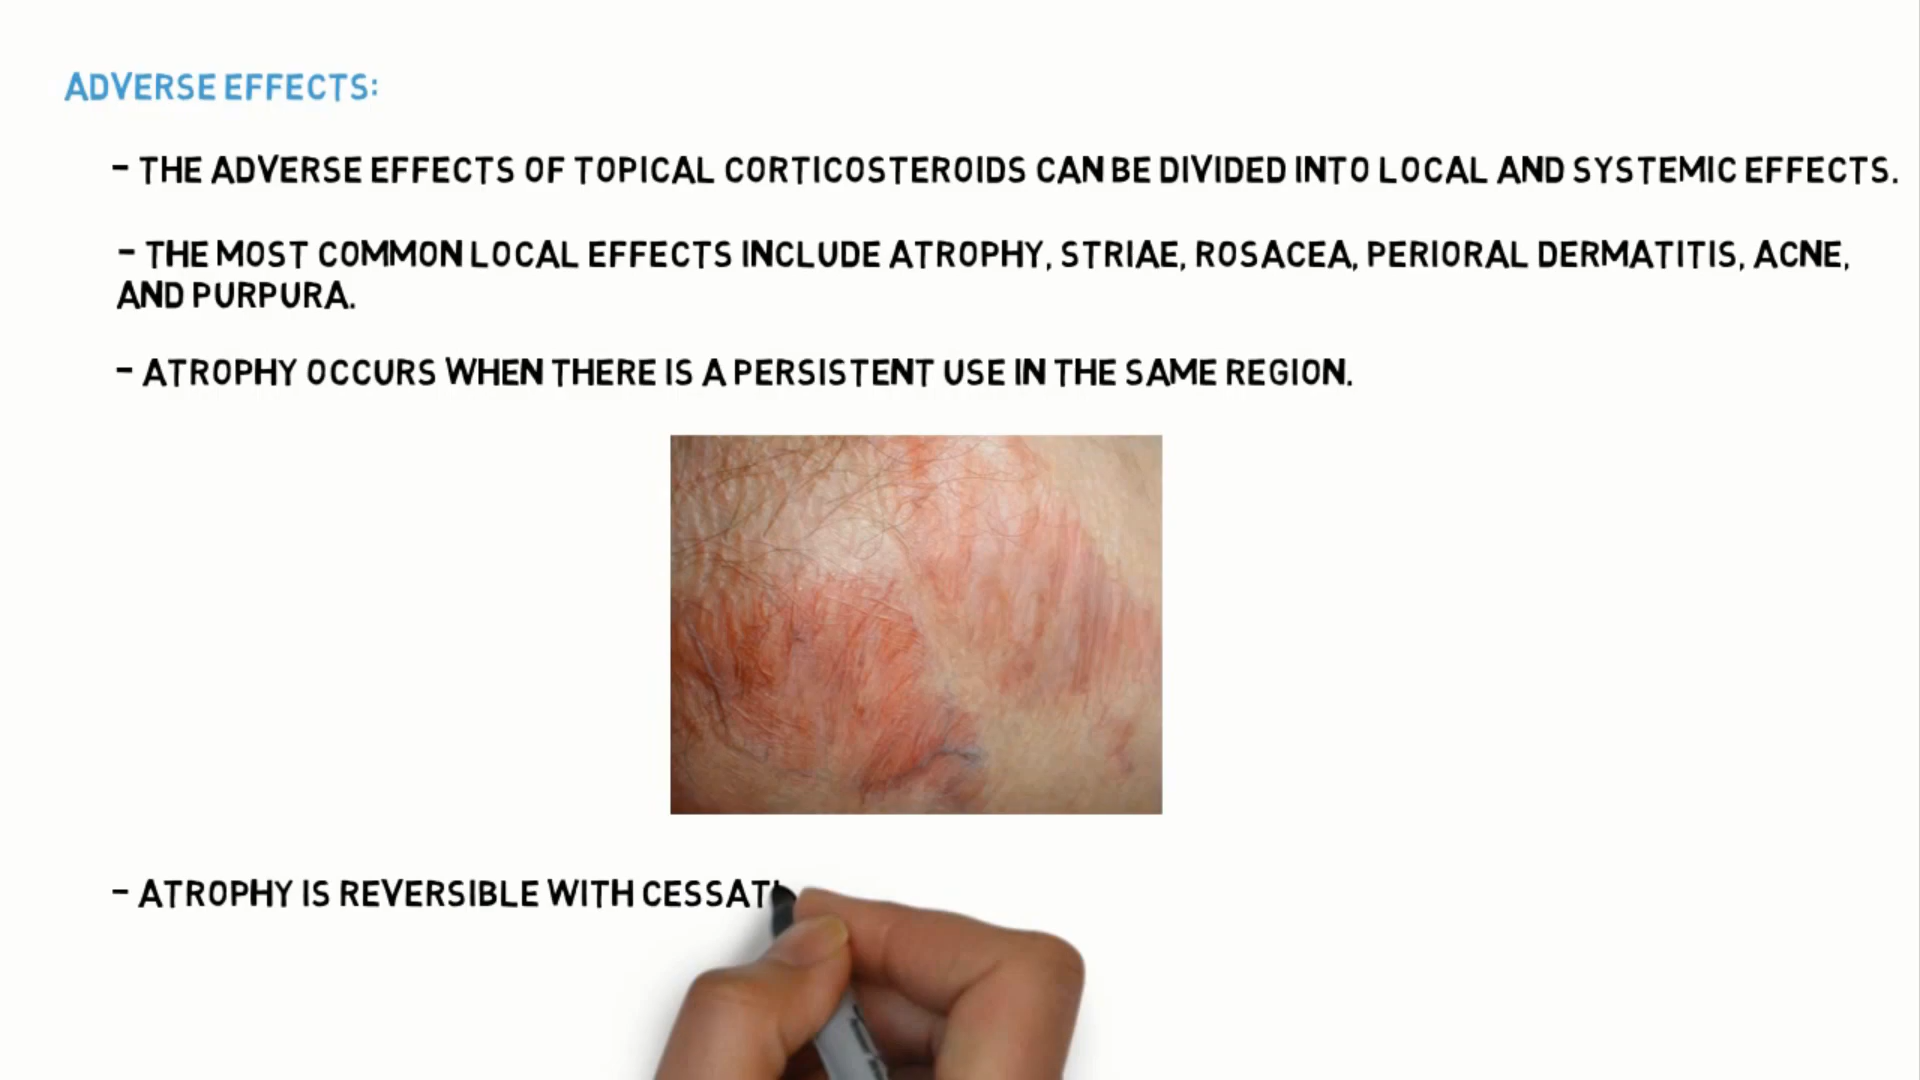 ADVERSE EFFECTS:
- THE ADVERSE EFFECTS OF TOPICAL CORTICOSTEROIDS CAN BE DIVIDED INTO LOCAL AND SYSTEMIC EFFECTS.
- THE MOST COMMON LOCAL EFFECTS INCLUDE ATROPHY, STRIAE, ROSACEA, PERIORAL DERMATITIS, ACNE,
AND PURPURA.
- ATROPHY OCCURS WHEN THERE IS A PERSISTENT USE IN THE SAME REGION.
- ATROPHY IS REVERSIBLE WITH CESSATI